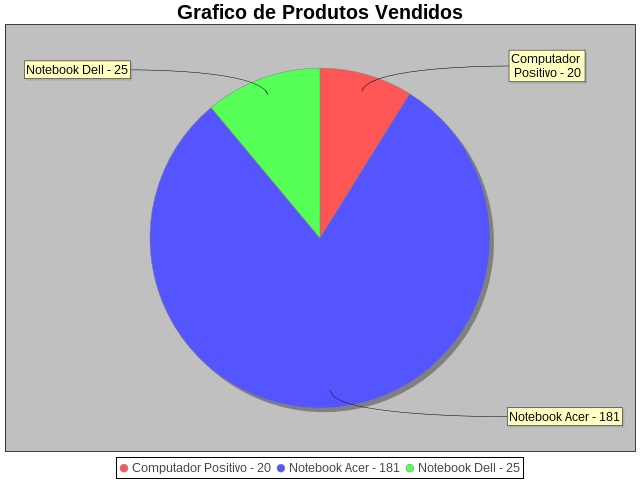 Grafico de Produtos Vendidos
Notebook Dell - 25
Computador
Positivo - 20
Notebook Acer - 181
Computador Positivo - 20 Notebook Acer - 181 Notebook Dell - 25